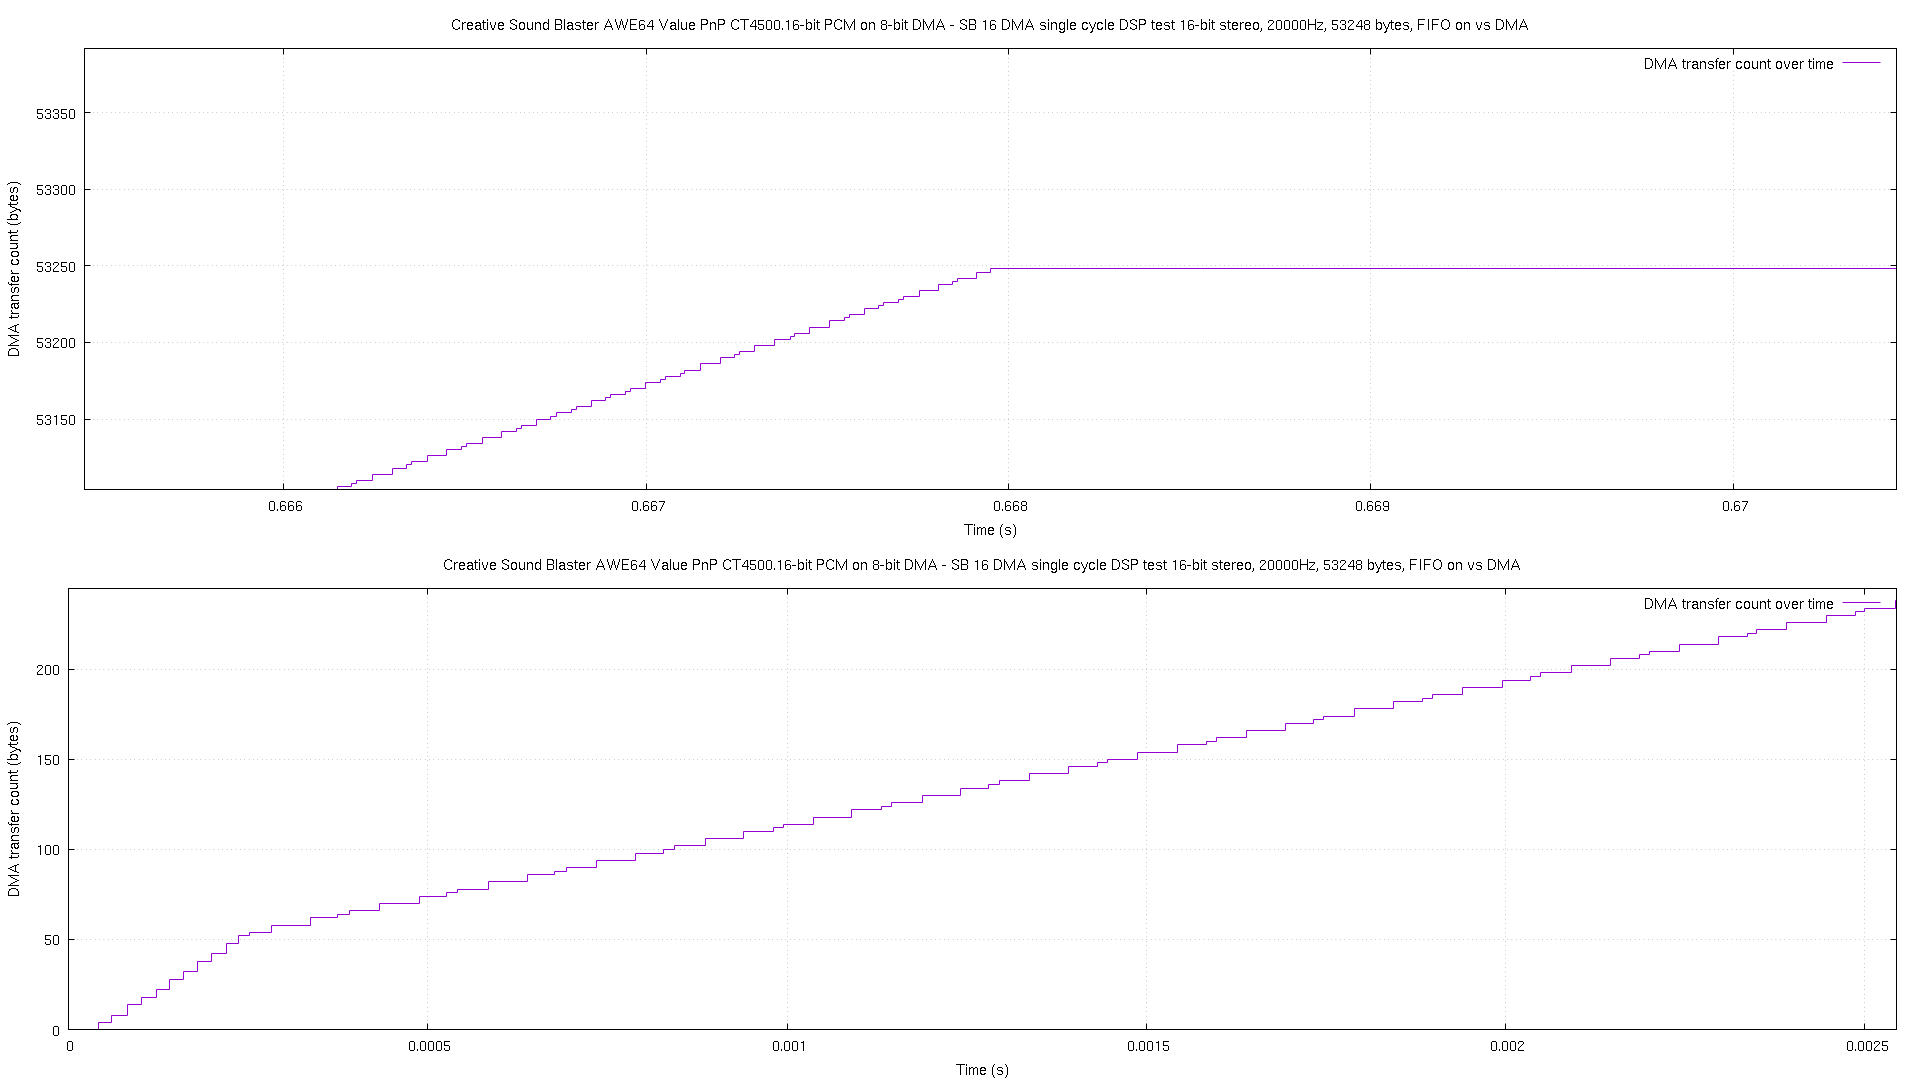 Creative Sound Blaster AWE64 Value PnP CT4500.16-bit PCM on 8-bit DMA - SB 16 DMA single cycle DSP test 16-bit stereo, 20000Hz, 53248 bytes, FIFO on vs DMA
DMA transfer count over time
DMA transfer count (bytes)
53350
53300
53250
53200
53150
0.666 0.667 0.668 0.669 0.67
Time (s)
Creative Sound Blaster AWE64 Value PnP CT4500.16-bit PCM on 8-bit DMA - SB 16 DMA single cycle DSP test 16-bit stereo, 20000Hz, 53248 bytes, FIFO on vs DMA
DMA transfer count over time
DMA transfer count (bytes)
200
150
100
50
0
0 0.0005 0.001 0.0015 0.002 0.0025
Time (s)